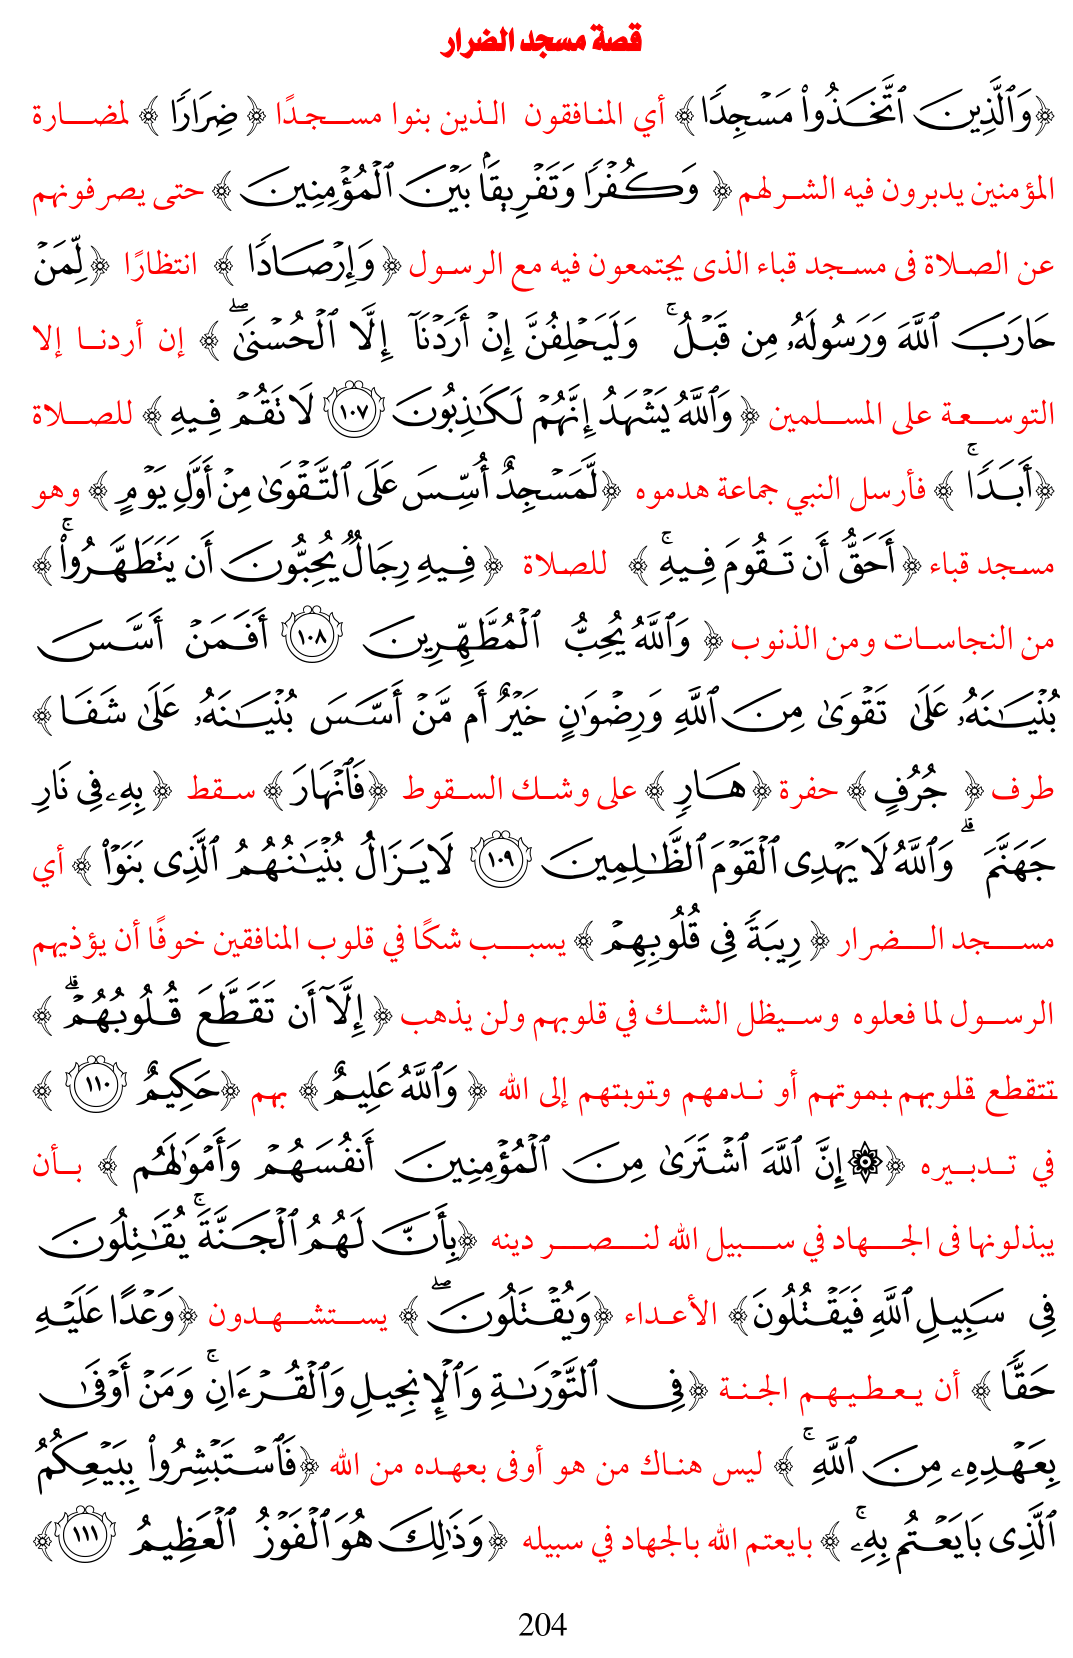 قصة مسجد الضرار
﴿وَٱلَّذِينَ ٱتَّخَذُوا۟ مَسْجِدًا﴾ أي المنافقون الذين بنوا مسجدًا ﴿ضِرَارًا﴾ لمضارة
المؤمنين يدبرون فيه الشر لهم ﴿وَكُفْرًا وَتَفْرِيقًۢا بَيْنَ ٱلْمُؤْمِنِينَ﴾ حتى يصرفونهم
عن الصلاة فى مسجد قباء الذى يجتمعون فيه مع الرسول ﴿وَإِرْصَادًا﴾ انتظارًا ﴿لِّمَنْ
حَارَبَ ٱللَّهَ وَرَسُولَهُۥ مِن قَبْلُ ۚ وَلَيَحْلِفُنَّ إِنْ أَرَدْنَآ إِلَّا ٱلْحُسْنَىٰ ۖ﴾ إن أردنا إلا
التوسعة على المسلمين ﴿وَٱللَّهُ يَشْهَدُ إِنَّهُمْ لَكَـٰذِبُونَ ١٠٧ لَا تَقُمْ فِيهِ﴾ للصلاة
﴿أَبَدًا ۚ﴾ فأرسل النبي جماعة هدموه ﴿لَّمَسْجِدٌ أُسِّسَ عَلَى ٱلتَّقْوَىٰ مِنْ أَوَّلِ يَوْمٍ﴾ وهو
مسجد قباء ﴿أَحَقُّ أَن تَقُومَ فِيهِ ۚ﴾ للصلاة ﴿فِيهِ رِجَالٌ يُحِبُّونَ أَن يَتَطَهَّرُوا۟ ۚ﴾
من النجاسات ومن الذنوب ﴿وَٱللَّهُ يُحِبُّ ٱلْمُطَّهِّرِينَ ١٠٨ أَفَمَنْ أَسَّسَ
بُنْيَـٰنَهُۥ عَلَىٰ تَقْوَىٰ مِنَ ٱللَّهِ وَرِضْوَٰنٍ خَيْرٌ أَم مَّنْ أَسَّسَ بُنْيَـٰنَهُۥ عَلَىٰ شَفَا﴾
طرف ﴿جُرُفٍ﴾ حفرة ﴿هَارٍ﴾ على وشك السقوط ﴿فَٱنْهَارَ﴾ سقط ﴿بِهِۦ فِى نَارِ
جَهَنَّمَ ۗ وَٱللَّهُ لَا يَهْدِى ٱلْقَوْمَ ٱلظَّـٰلِمِينَ ١٠٩ لَا يَزَالُ بُنْيَـٰنُهُمُ ٱلَّذِى بَنَوْا۟﴾ أي
مسجد الضرار ﴿رِيبَةً فِى قُلُوبِهِمْ﴾ يسبب شكًا في قلوب المنافقين خوفًا أن يؤذيهم
الرسول لما فعلوه وسيظل الشك في قلوبهم ولن يذهب ﴿إِلَّآ أَن تَقَطَّعَ قُلُوبُهُمْ ۗ﴾
تتقطع قلوبهم بموتهم أو ندمهم وتوبتهم إلى الله ﴿وَٱللَّهُ عَلِيمٌ﴾ بهم ﴿حَكِيمٌ ١١٠﴾
في تدبيره ﴿۞إِنَّ ٱللَّهَ ٱشْتَرَىٰ مِنَ ٱلْمُؤْمِنِينَ أَنفُسَهُمْ وَأَمْوَٰلَهُم﴾ بأن
يبذلونها فى الجهاد في سبيل الله لنصر دينه ﴿بِأَنَّ لَهُمُ ٱلْجَنَّةَ ۚ يُقَـٰتِلُونَ
فِى سَبِيلِ ٱللَّهِ فَيَقْتُلُونَ﴾ الأعداء ﴿وَيُقْتَلُونَ ۖ﴾ يستشهدون ﴿وَعْدًا عَلَيْهِ
حَقًّا﴾ أن يعطيهم الجنة ﴿فِى ٱلتَّوْرَىٰةِ وَٱلْإِنجِيلِ وَٱلْقُرْءَانِ ۚ وَمَنْ أَوْفَىٰ
بِعَهْدِهِۦ مِنَ ٱللَّهِ ۚ﴾ ليس هناك من هو أوفى بعهده من الله ﴿فَٱسْتَبْشِرُوا۟ بِبَيْعِكُمُ
ٱلَّذِى بَايَعْتُم بِهِۦ ۚ﴾ بايعتم الله بالجهاد في سبيله ﴿وَذَٰلِكَ هُوَ ٱلْفَوْزُ ٱلْعَظِيمُ ١١١﴾
204